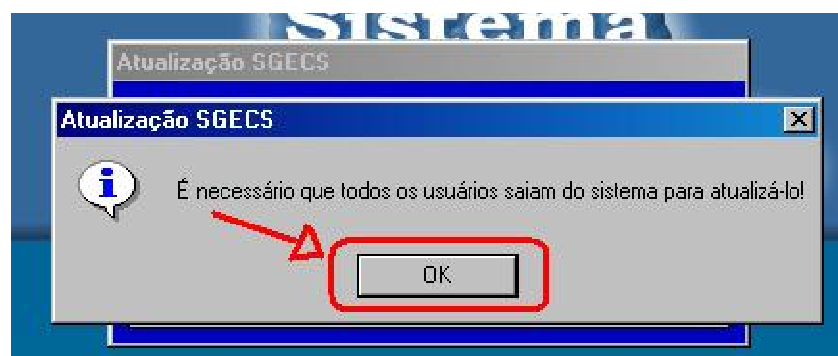 Sistema
Atualização SGECS
Atualização SGECS
É necessário que todos os usuários saiam do sistema para atualizá-lo!
OK